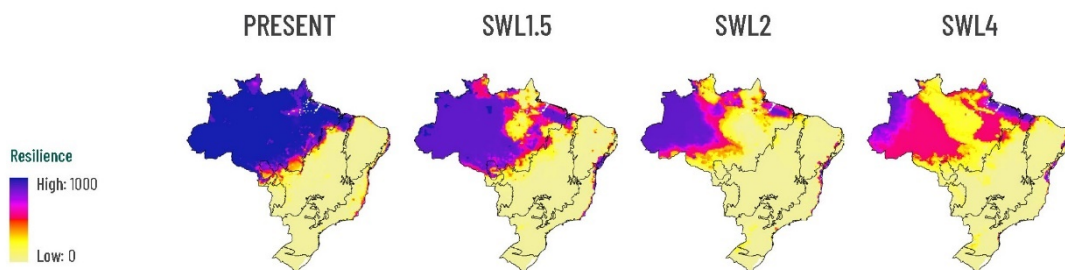 PRESENT
SWL1.5
SWL2
SWL4
Resilience
High: 1000
Low: 0